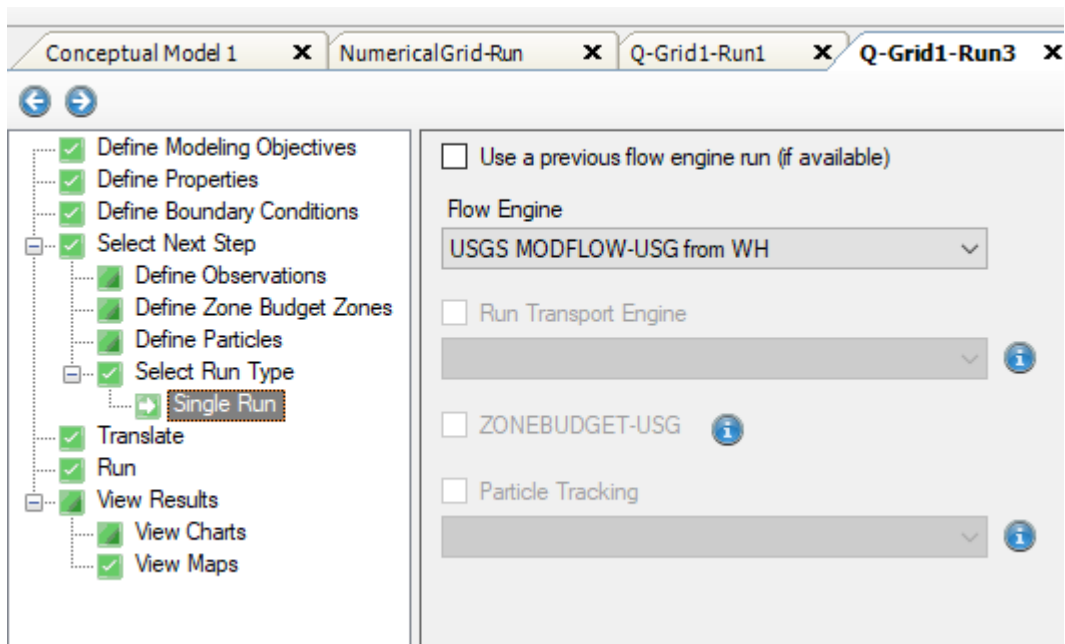 Conceptual Model 1 x NumericalGrid-Run x Q-Grid1-Run1 x Q-Grid1-Run3 x
Define Modeling Objectives
Define Properties
Define Boundary Conditions
Select Next Step
Define Observations
Define Zone Budget Zones
Define Particles
Select Run Type
Single Run
Translate
Run
View Results
View Charts
View Maps
Use a previous flow engine run (if available)
Flow Engine
USGS MODFLOW-USG from WH
Run Transport Engine
ZONEBUDGET-USG
Particle Tracking